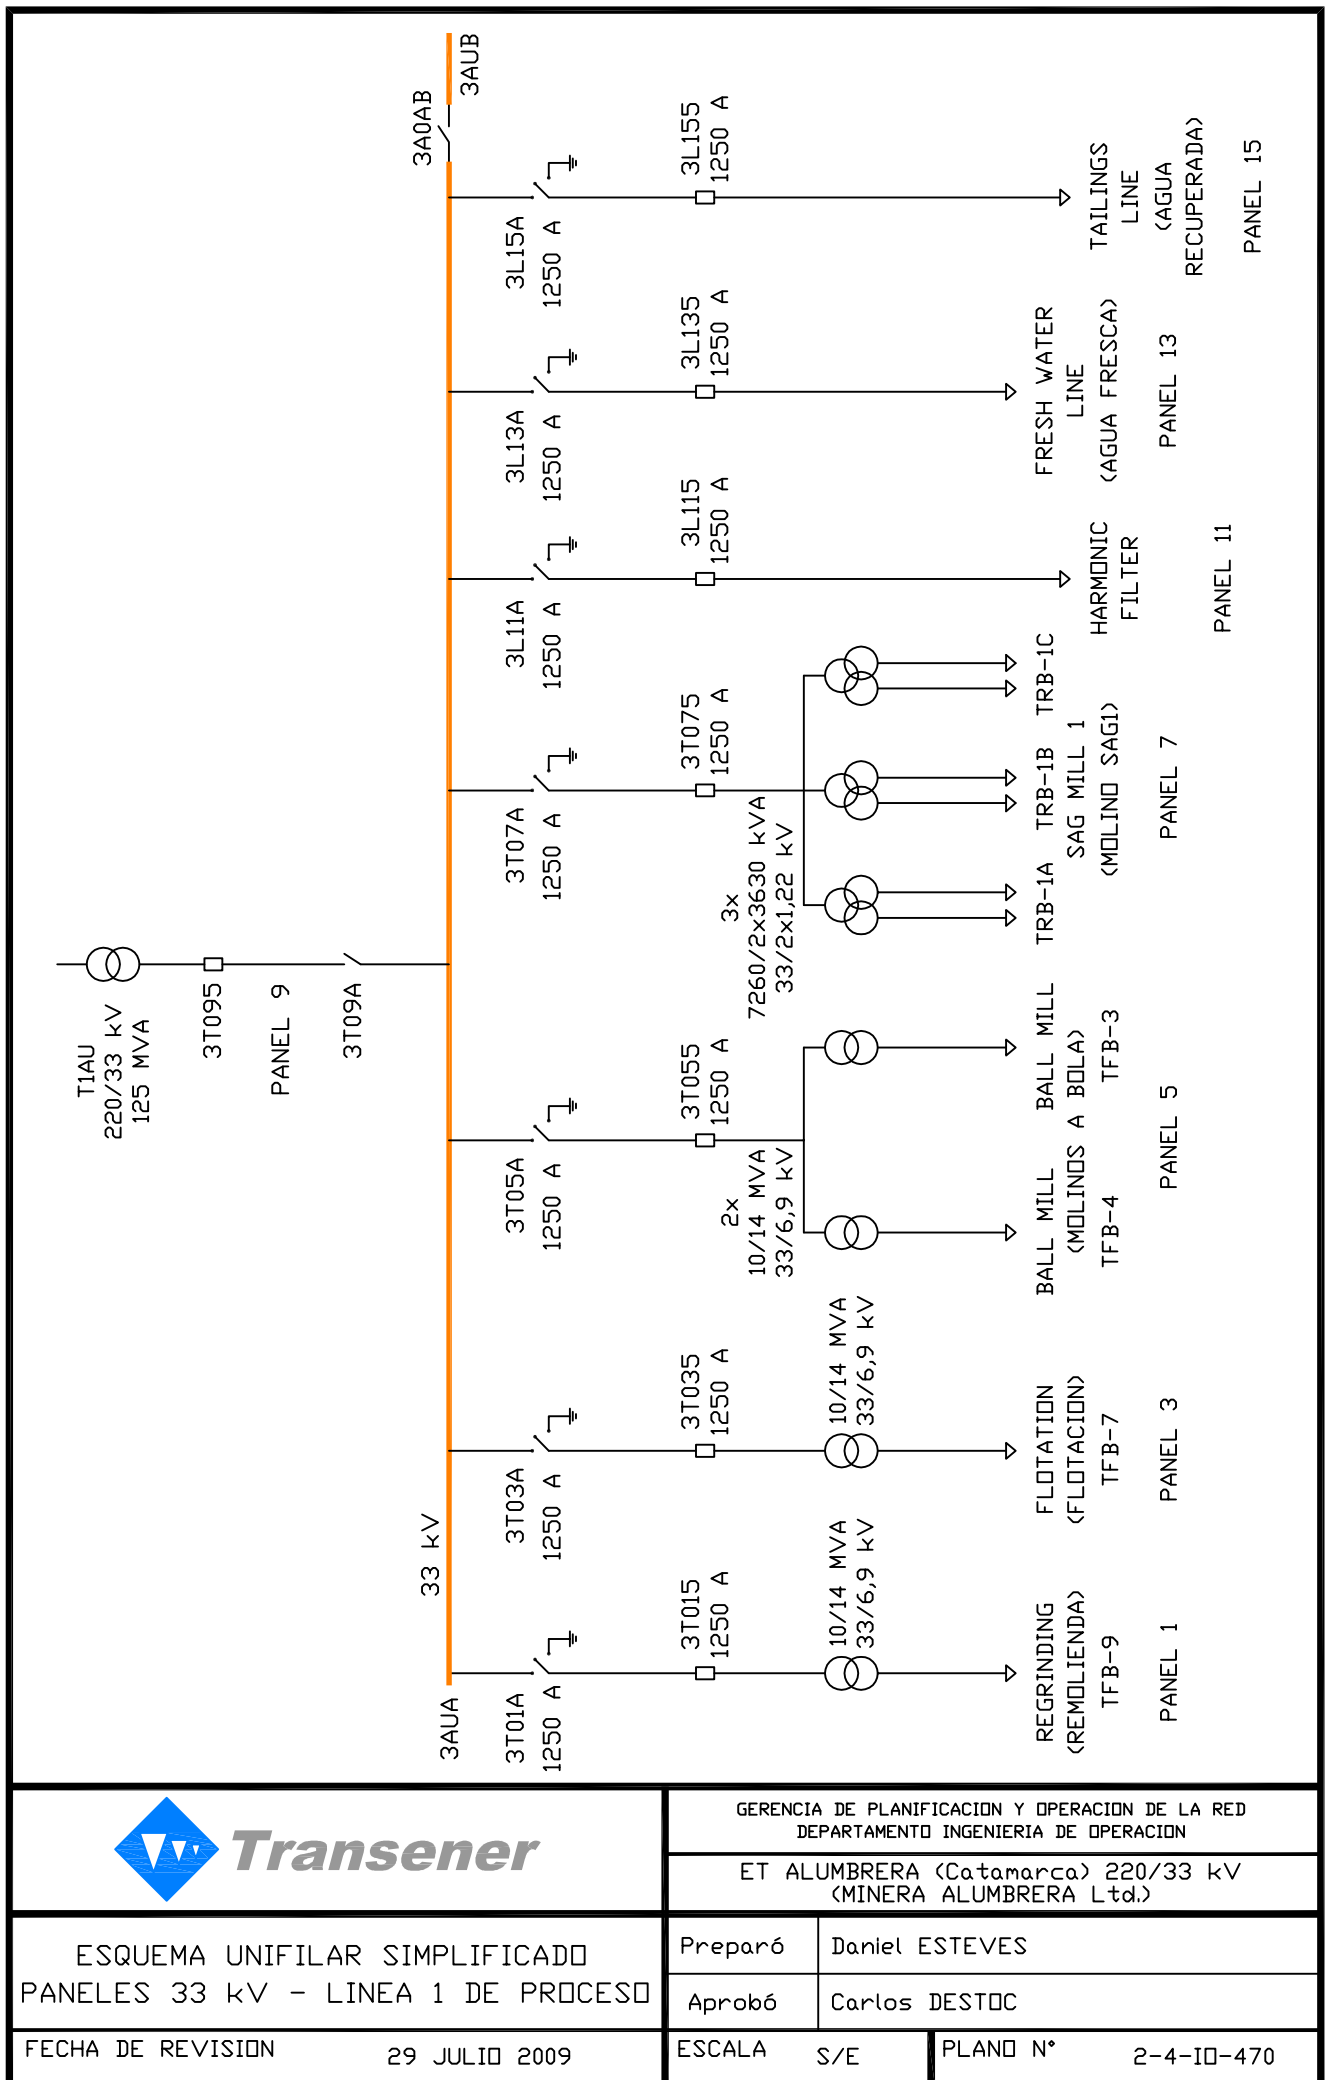 3AUB
3A0AB
3L15A
1250 A
3L155
1250 A
TAILINGS
LINE
(AGUA
RECUPERADA)
PANEL 15
3L13A
1250 A
3L135
1250 A
FRESH WATER
LINE
(AGUA FRESCA)
PANEL 13
3L11A
1250 A
3L115
1250 A
HARMONIC
FILTER
PANEL 11
3T07A
1250 A
3T075
1250 A
3x
7260/2x3630 kVA
33/2x1,22 kV
TRB-1A TRB-1B TRB-1C
SAG MILL 1
(MOLINO SAG1)
PANEL 7
T1AU
220/33 kV
125 MVA
3T095
PANEL 9
3T09A
3T05A
1250 A
3T055
1250 A
2x
10/14 MVA
33/6,9 kV
BALL MILL BALL MILL
(MOLINOS A BOLA)
TFB-4 TFB-3
PANEL 5
3T03A
1250 A
3T035
1250 A
10/14 MVA
33/6,9 kV
FLOTATION
(FLOTACION)
TFB-7
PANEL 3
33 kV
3AUA
3T01A
1250 A
3T015
1250 A
10/14 MVA
33/6,9 kV
REGRINDING
(REMOLIENDA)
TFB-9
PANEL 1
Transener
GERENCIA DE PLANIFICACION Y OPERACION DE LA RED
DEPARTAMENTO INGENIERIA DE OPERACION
ET ALUMBRERA (Catamarca) 220/33 kV
(MINERA ALUMBRERA Ltd.)
ESQUEMA UNIFILAR SIMPLIFICADO
PANELES 33 kV - LINEA 1 DE PROCESO
Preparó Daniel ESTEVES
Aprobó Carlos DESTOC
FECHA DE REVISION 29 JULIO 2009
ESCALA S/E
PLANO N° 2-4-IO-470